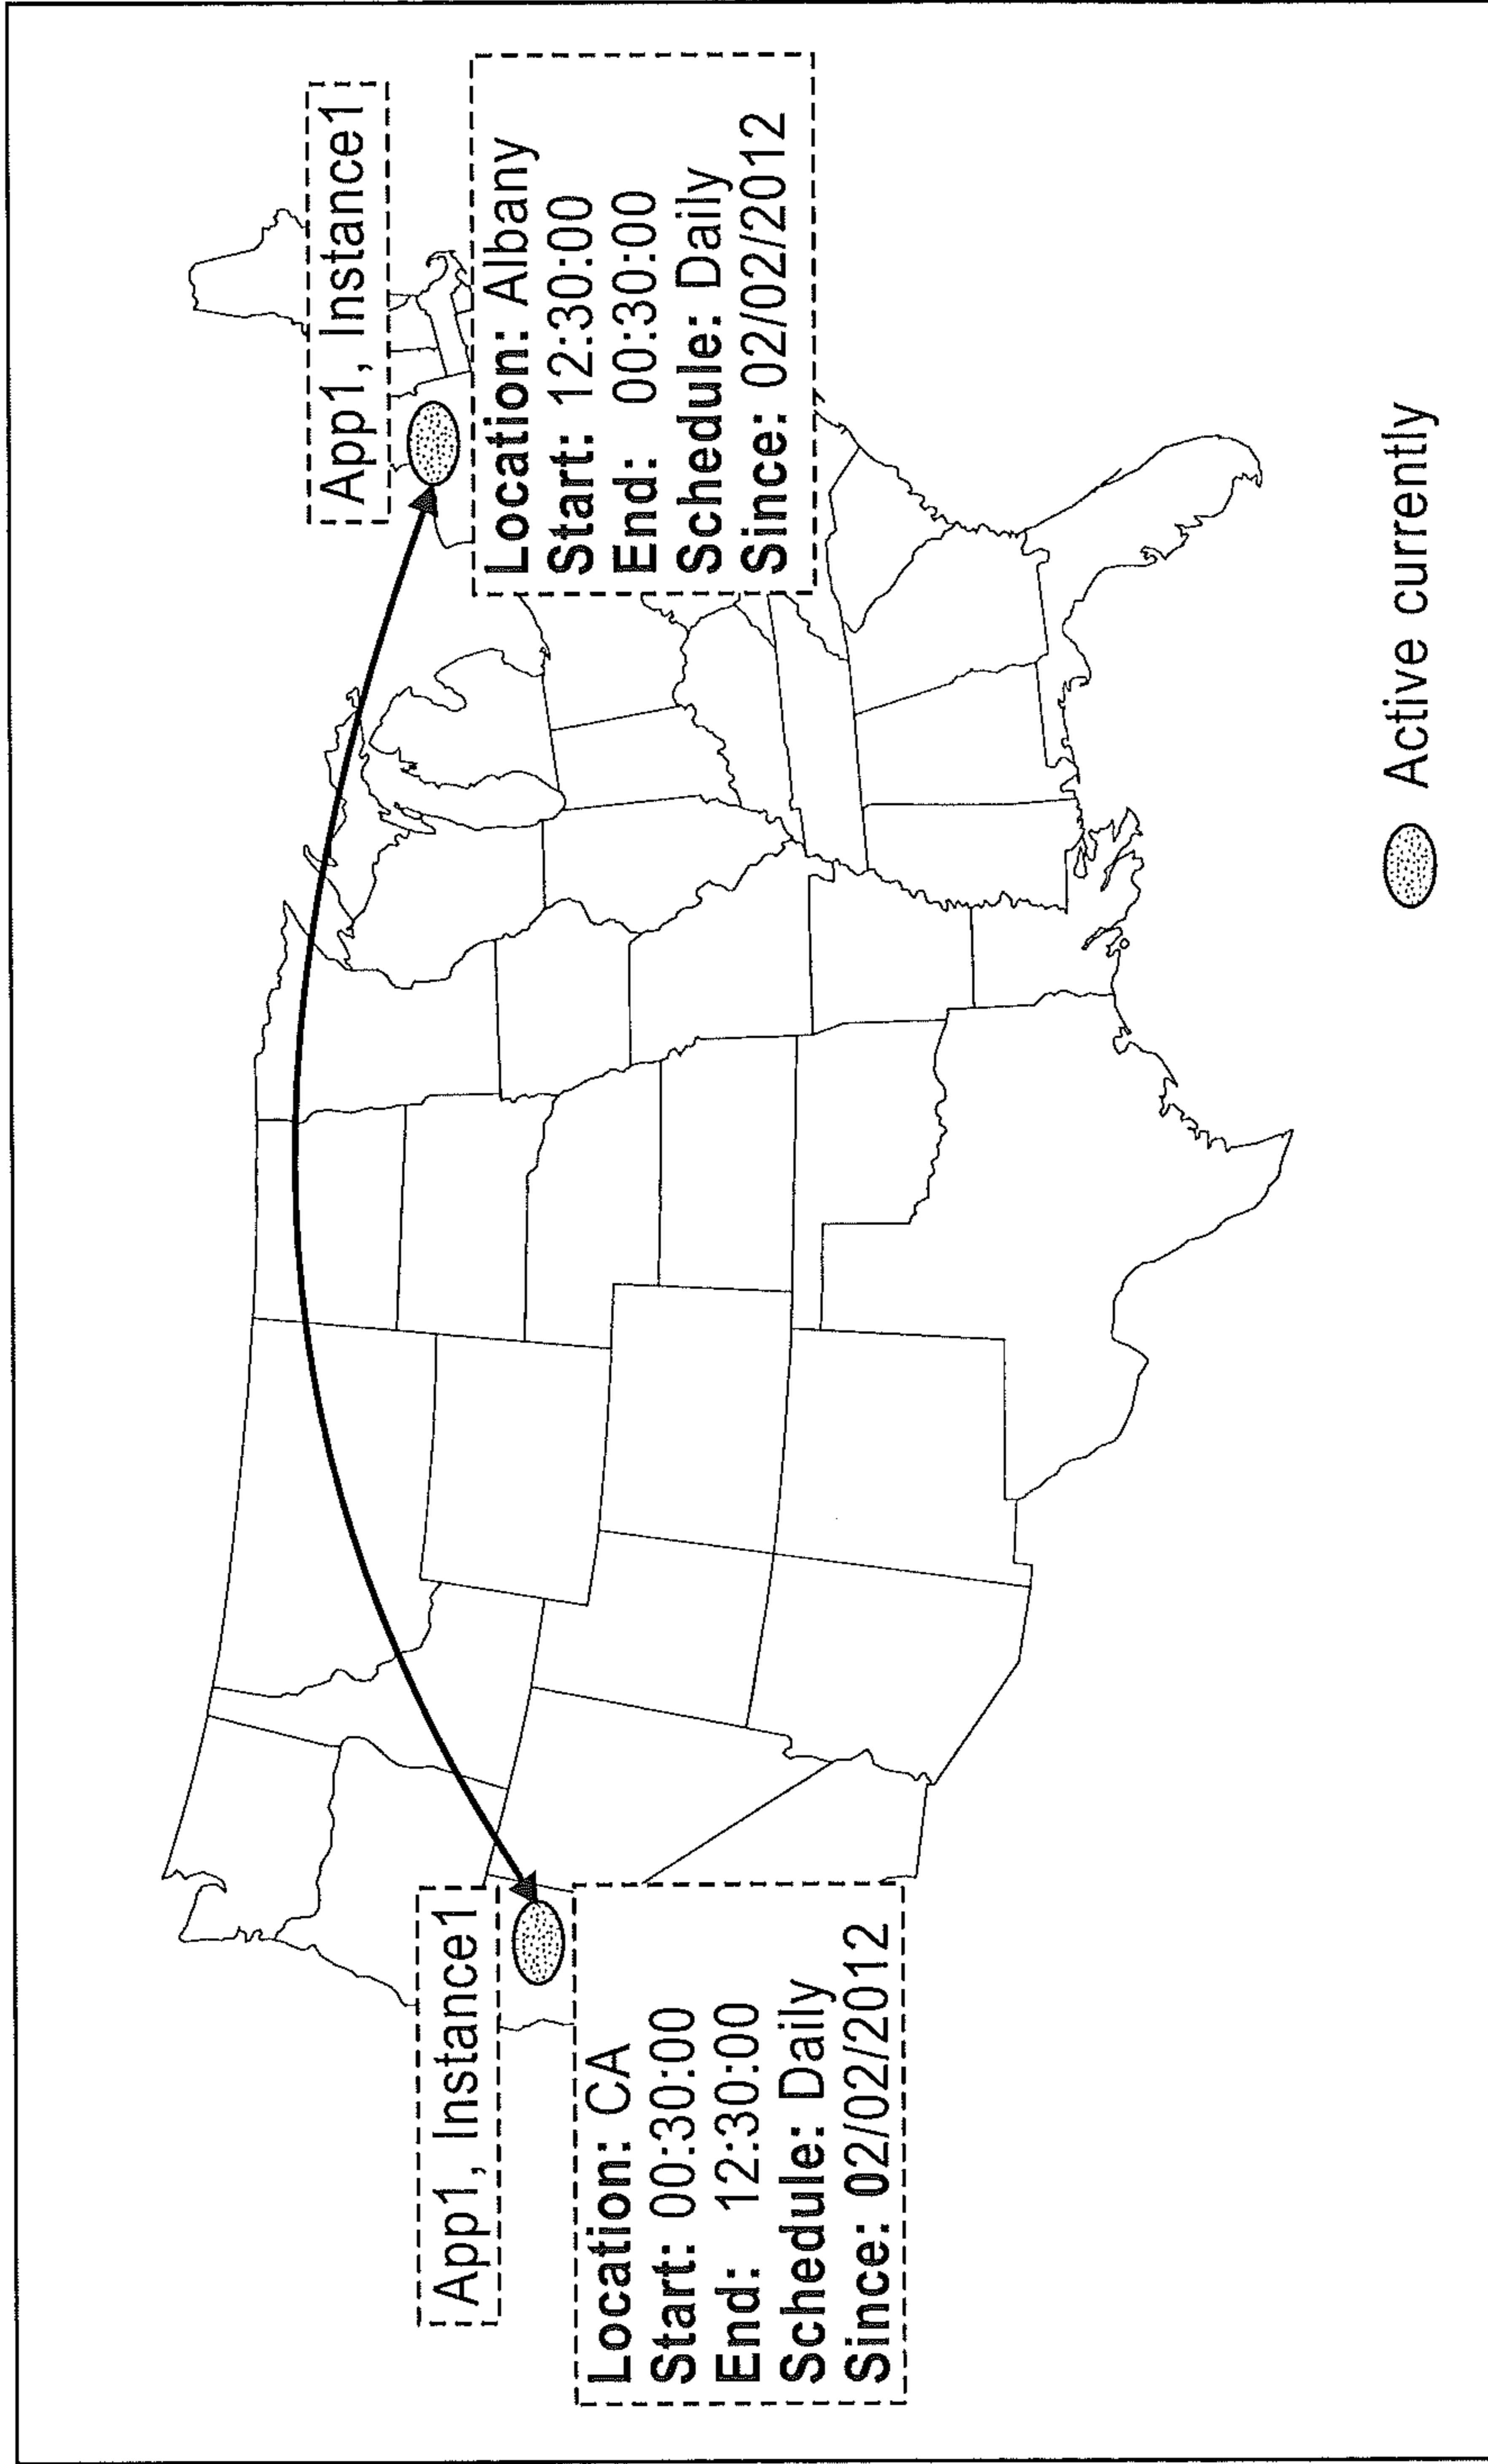 App1, Instance1
Location: CA
Start: 00:30:00
End: 12:30:00
Schedule: Daily
Since: 02/02/2012
App1, Instance1
Location: Albany
Start: 12:30:00
End: 00:30:00
Schedule: Daily
Since: 02/02/2012
Active currently